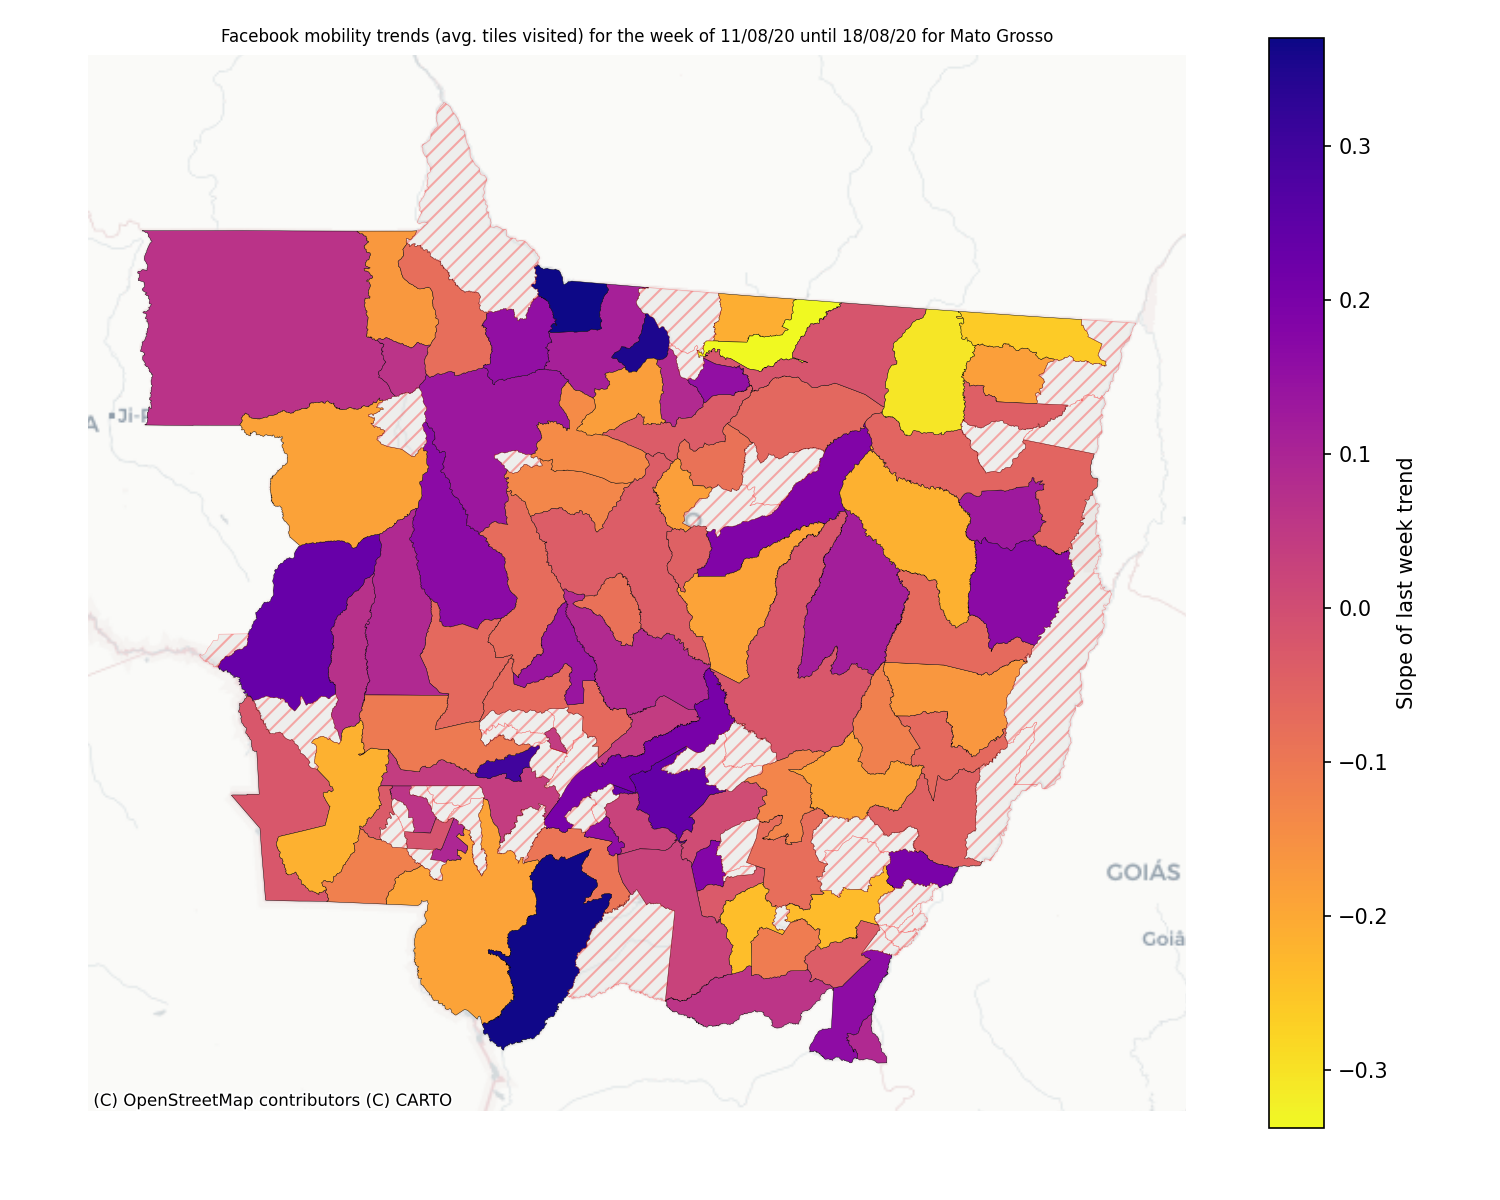 Facebook mobility trends (avg. tiles visited) for the week of 11/08/20 until 18/08/20 for Mato Grosso
0.3
0.2
0.1
0.0
−0.1
−0.2
−0.3
Slope of last week trend
GOIÁS
(C) OpenStreetMap contributors (C) CARTO